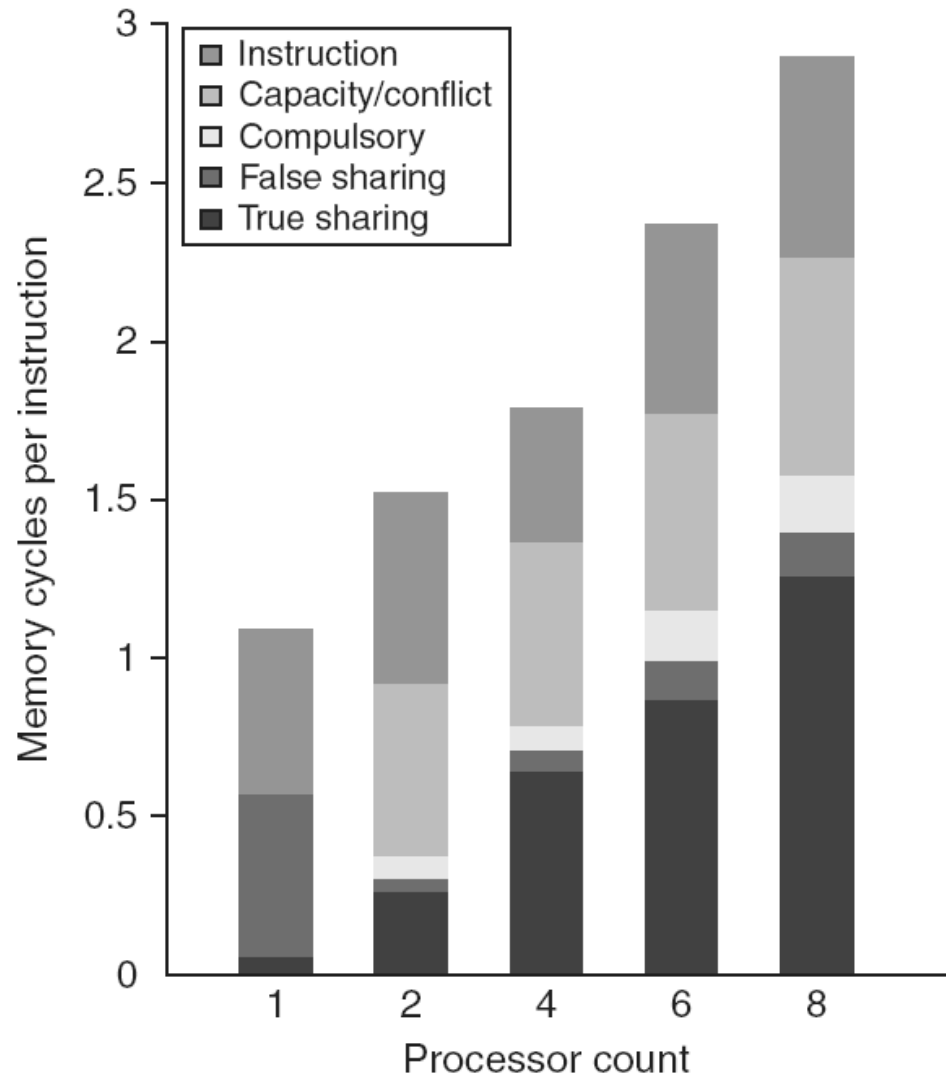 3
Instruction
Capacity/conflict
Compulsory
False sharing
True sharing
2.5
2
1.5
1
0.5
0
Memory cycles per instruction
1 2 4 6 8
Processor count